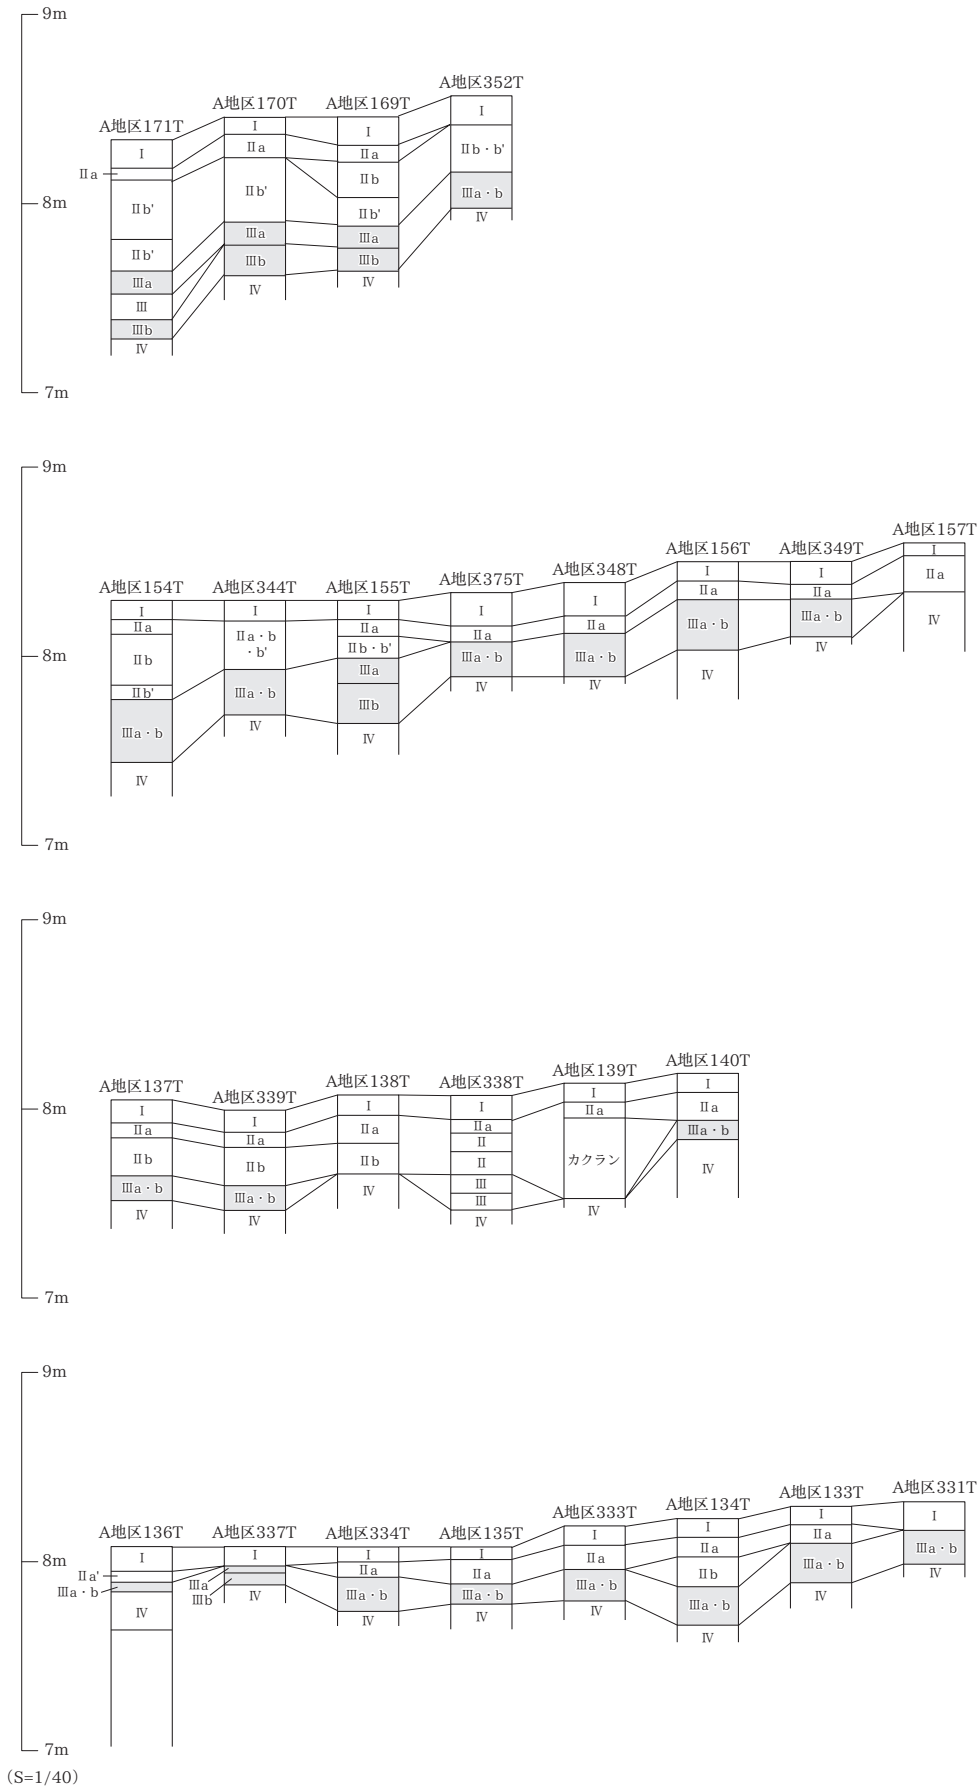 9m
A地区352T
A地区170T
A地区169T
A地区171T
8m
7m
Ⅰ
Ⅱa
Ⅱb'
Ⅱb'
Ⅲa
Ⅲ
Ⅲb
Ⅳ
Ⅰ
Ⅱa
Ⅱb'
Ⅲa
Ⅲb
Ⅳ
Ⅰ
Ⅱa
Ⅱb
Ⅱb'
Ⅲa
Ⅲb
Ⅳ
Ⅰ
Ⅱb・b'
Ⅲa・b
Ⅳ
9m
8m
7m
A地区154T
Ⅰ
Ⅱa
Ⅱb
Ⅱb'
Ⅲa・b
Ⅳ
A地区344T
Ⅰ
Ⅱa・b
・b'
Ⅲa・b
Ⅳ
A地区155T
Ⅰ
Ⅱa
Ⅱb・b'
Ⅲa
Ⅲb
Ⅳ
A地区375T
Ⅰ
Ⅱa
Ⅲa・b
Ⅳ
A地区348T
Ⅰ
Ⅱa
Ⅲa・b
Ⅳ
A地区156T
Ⅰ
Ⅱa
Ⅲa・b
Ⅳ
A地区349T
Ⅰ
Ⅱa
Ⅲa・b
Ⅳ
A地区157T
Ⅰ
Ⅱa
Ⅳ
9m
8m
7m
A地区137T
Ⅰ
Ⅱa
Ⅱb
Ⅲa・b
Ⅳ
A地区339T
Ⅰ
Ⅱa
Ⅱb
Ⅲa・b
Ⅳ
A地区138T
Ⅰ
Ⅱa
Ⅱb
Ⅳ
A地区338T
Ⅰ
Ⅱa
Ⅱ
Ⅱ
Ⅲ
Ⅲ
Ⅳ
A地区139T
Ⅰ
Ⅱa
カクラン
Ⅳ
A地区140T
Ⅰ
Ⅱa
Ⅲa・b
Ⅳ
9m
8m
7m
A地区136T
Ⅰ
Ⅱa'
Ⅲa・b
Ⅳ
A地区337T
Ⅰ
Ⅲa
Ⅲb
Ⅳ
A地区334T
Ⅰ
Ⅱa
Ⅲa・b
Ⅳ
A地区135T
Ⅰ
Ⅱa
Ⅲa・b
Ⅳ
A地区333T
Ⅰ
Ⅱa
Ⅲa・b
Ⅳ
A地区134T
Ⅰ
Ⅱa
Ⅱb
Ⅲa・b
Ⅳ
A地区133T
Ⅰ
Ⅱa
Ⅲa・b
Ⅳ
A地区331T
Ⅰ
Ⅲa・b
Ⅳ
(S=1/40)